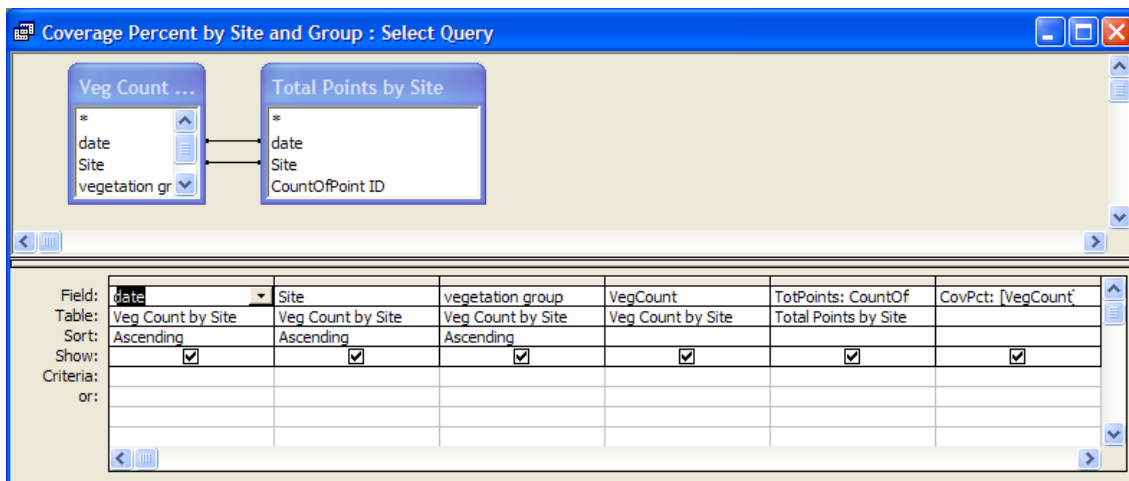 Coverage Percent by Site and Group : Select Query
Veg Count ...
*
date
Site
vegetation gr
Total Points by Site
*
date
Site
CountOfPoint ID
Field: date Site vegetation group VegCount TotPoints: CountOf CovPct: [VegCount]
Table: Veg Count by Site Veg Count by Site Veg Count by Site Veg Count by Site Total Points by Site
Sort: Ascending Ascending Ascending
Show:
Criteria:
or: